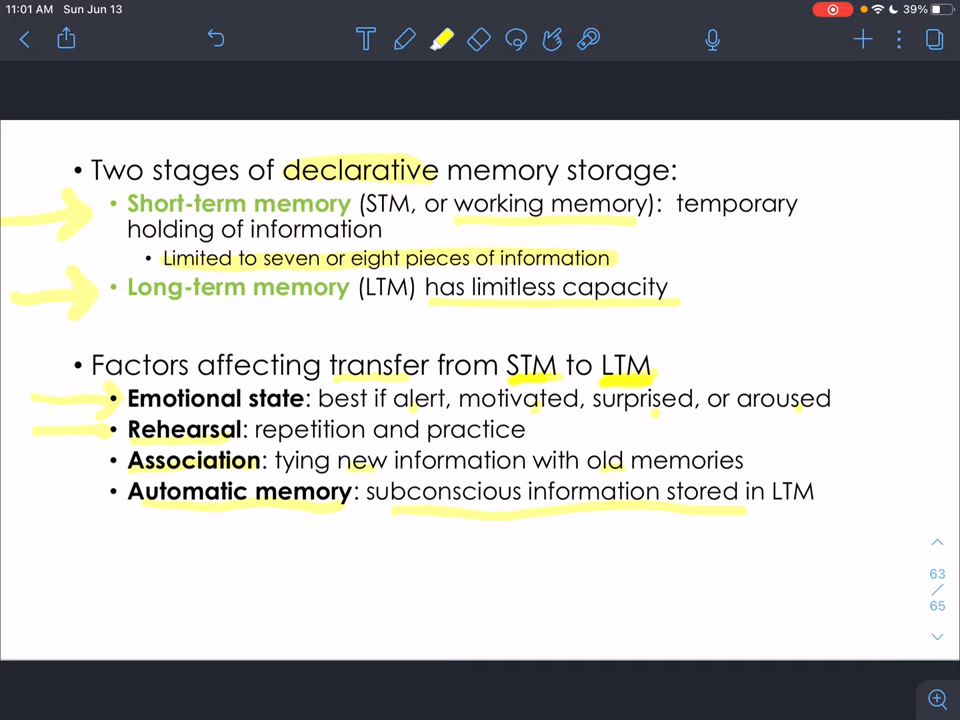 11:01 AM Sun Jun 13
39%
T
• Two stages of declarative memory storage:
• Short-term memory (STM, or working memory): temporary
holding of information
• Limited to seven or eight pieces of information
• Long-term memory (LTM) has limitless capacity
• Factors affecting transfer from STM to LTM
• Emotional state: best if alert, motivated, surprised, or aroused
• Rehearsal: repetition and practice
• Association: tying new information with old memories
• Automatic memory: subconscious information stored in LTM
63
/
65